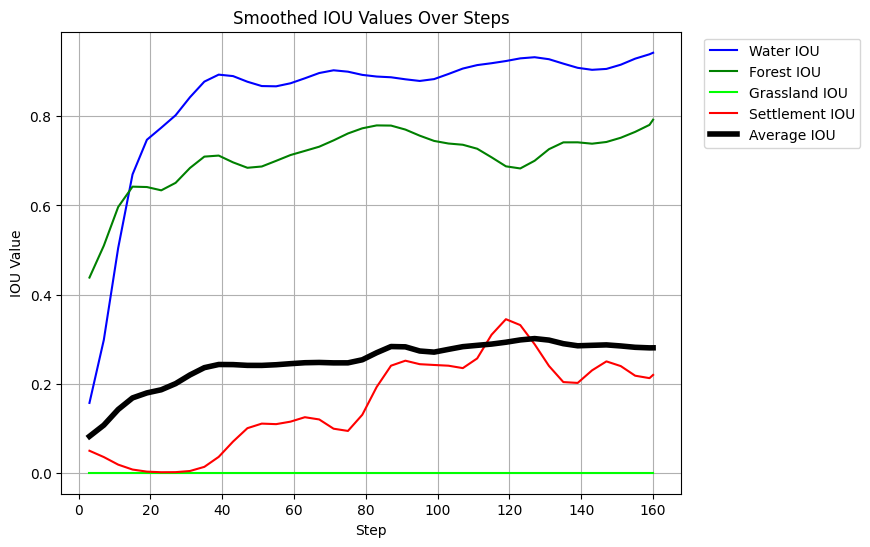 Smoothed IOU Values Over Steps
Water IOU
Forest IOU
Grassland IOU
Settlement IOU
Average IOU
IOU Value
0.8
0.6
0.4
0.2
0.0
0 20 40 60 80 100 120 140 160
Step